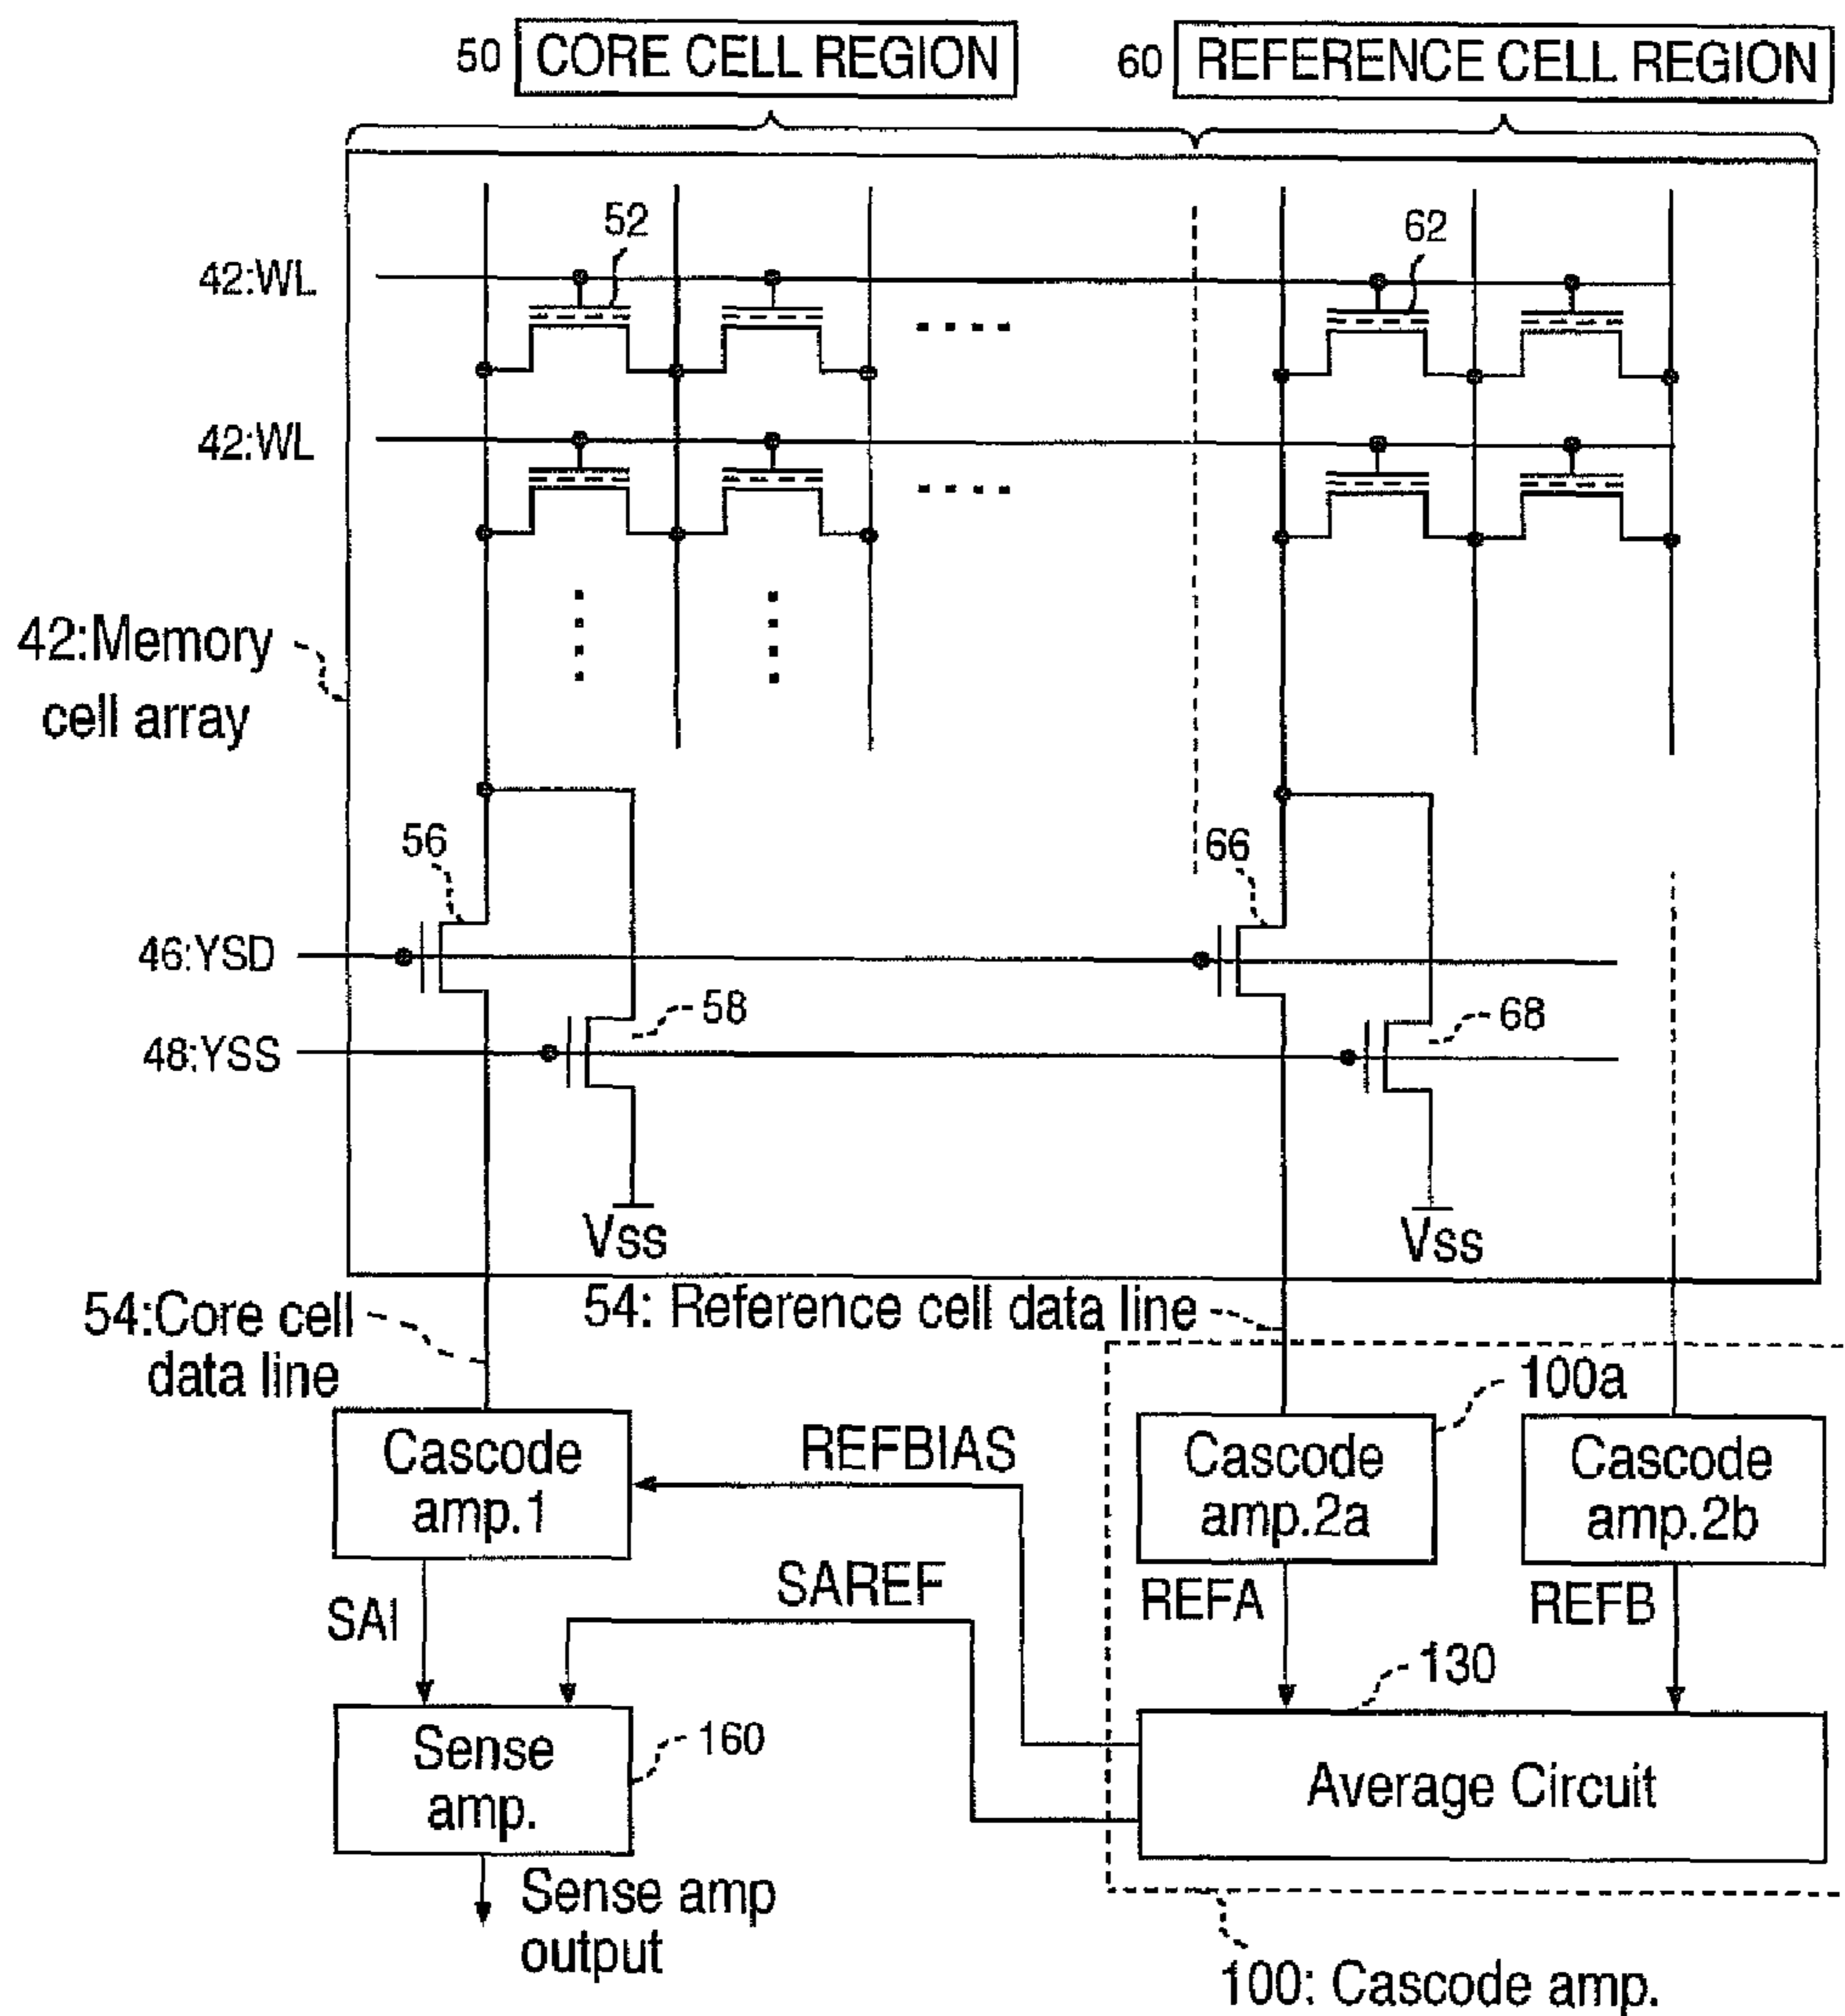 50 CORE CELL REGION
60 REFERENCE CELL REGION
52
62
42:WL
42:WL
42:Memory
cell array
56
66
46:YSD
58
68
48:YSS
Vss
Vss
54:Core cell
data line
54: Reference cell data line
100a
Cascode
amp.1
REFBIAS
Cascode
amp.2a
Cascode
amp.2b
SAI
SAREF
REFA
REFB
130
Sense
amp.
160
Average Circuit
Sense amp
output
100: Cascode amp.